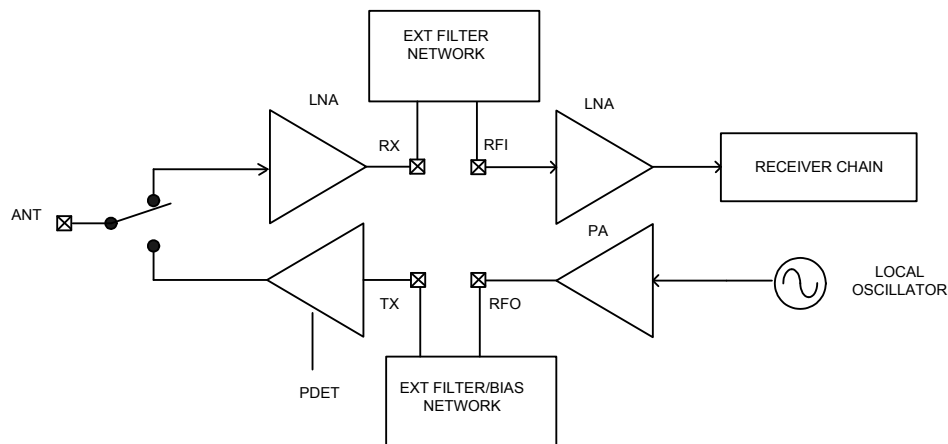 EXT FILTER
NETWORK
LNA
LNA
RX
RFI
RECEIVER CHAIN
ANT
PA
LOCAL
OSCILLATOR
TX
RFO
PDET
EXT FILTER/BIAS
NETWORK